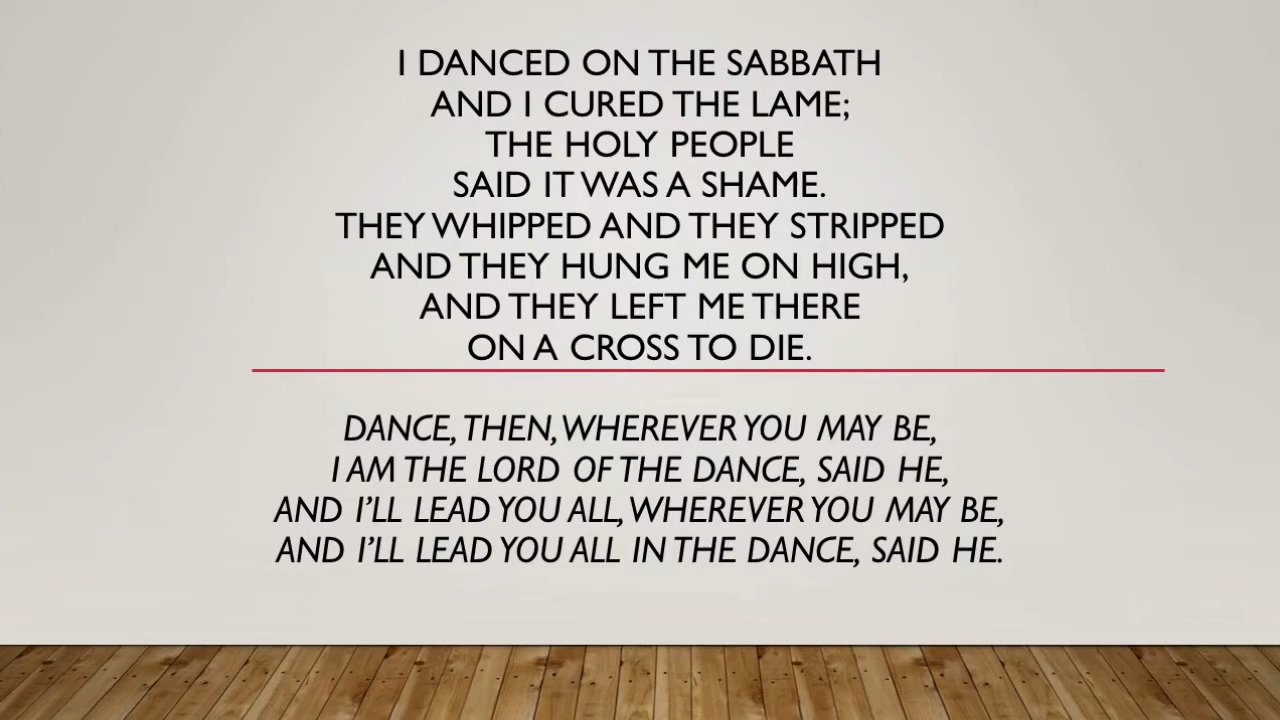 I DANCED ON THE SABBATH
AND I CURED THE LAME;
THE HOLY PEOPLE
SAID IT WAS A SHAME.
THEY WHIPPED AND THEY STRIPPED
AND THEY HUNG ME ON HIGH,
AND THEY LEFT ME THERE
ON A CROSS TO DIE.
DANCE, THEN, WHEREVER YOU MAY BE,
I AM THE LORD OF THE DANCE, SAID HE,
AND I’LL LEAD YOU ALL, WHEREVER YOU MAY BE,
AND I’LL LEAD YOU ALL IN THE DANCE, SAID HE.